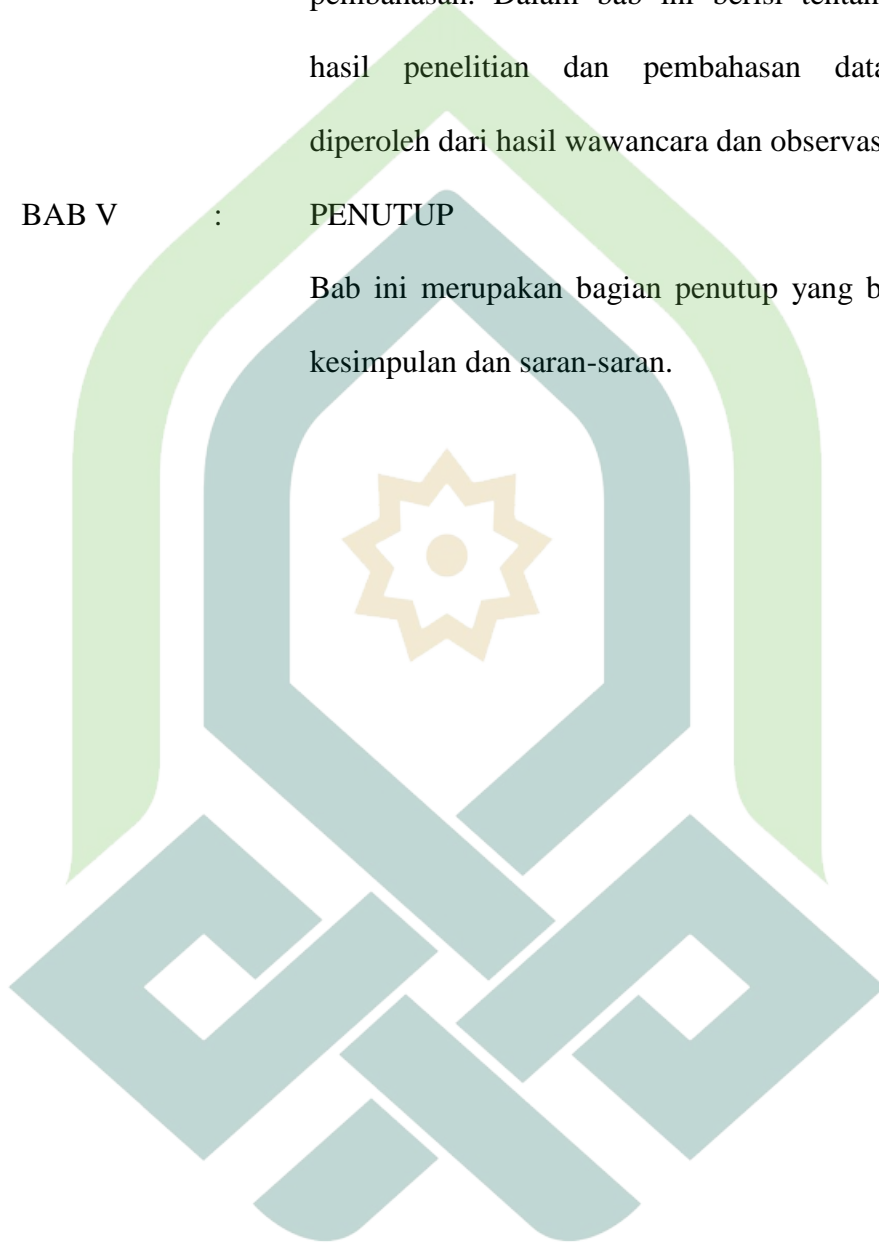 pembahasan. Dalam bab ini berisi tentan
hasil penelitian dan pembahasan data
diperoleh dari hasil wawancara dan observas
BAB V : PENUTUP
Bab ini merupakan bagian penutup yang b
kesimpulan dan saran-saran.